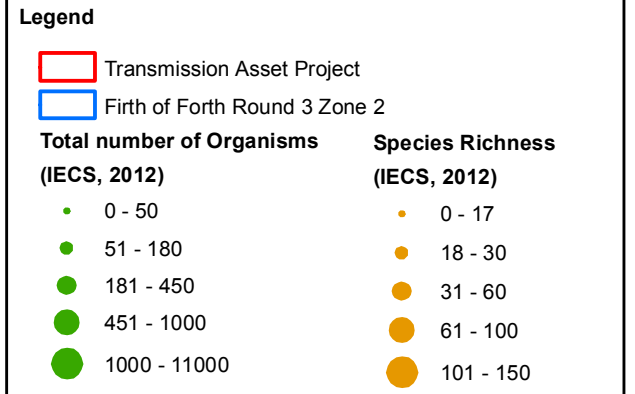 Legend
Transmission Asset Project
Firth of Forth Round 3 Zone 2
Total number of Organisms
(IECS, 2012)
0 - 50
51 - 180
181 - 450
451 - 1000
1000 - 11000
Species Richness
(IECS, 2012)
0 - 17
18 - 30
31 - 60
61 - 100
101 - 150